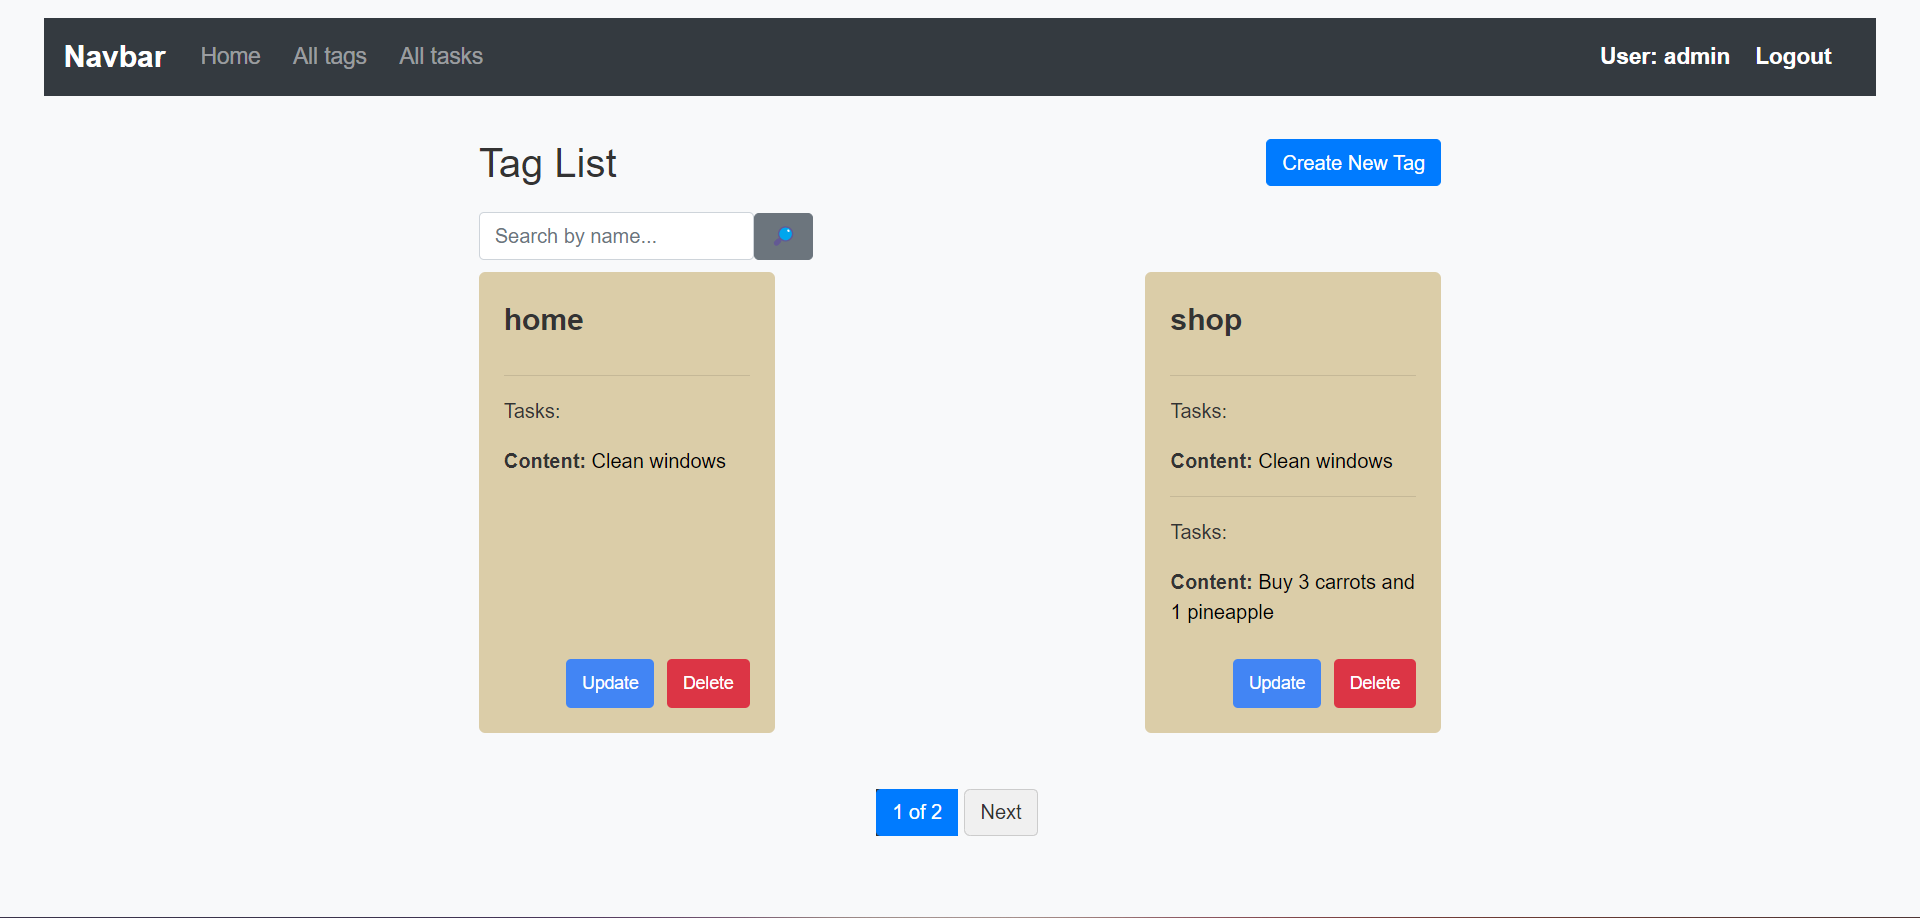 Navbar Home All tags All tasks User: admin Logout
Tag List Create New Tag
Search by name...
home
Tasks:
Content: Clean windows
Update Delete
shop
Tasks:
Content: Clean windows
Tasks:
Content: Buy 3 carrots and
1 pineapple
Update Delete
1 of 2 Next